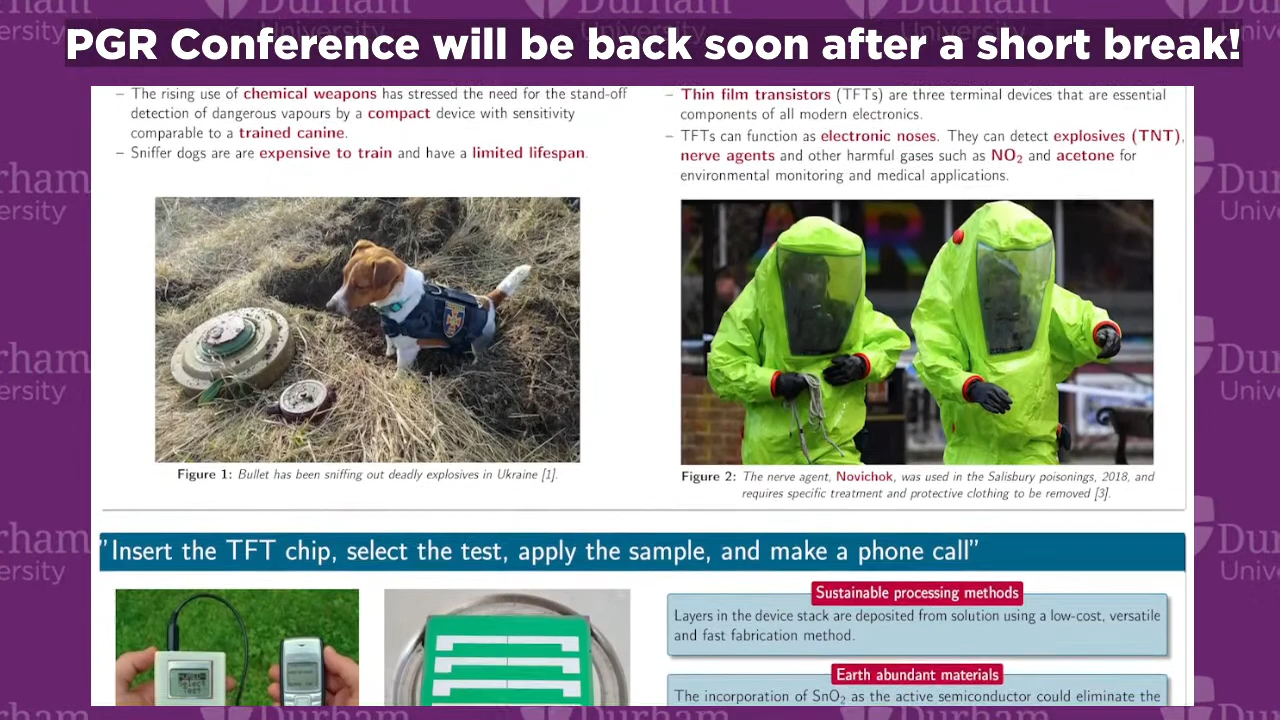 PGR Conference will be back soon after a short break!
– The rising use of chemical weapons has stressed the need for the stand-off
detection of dangerous vapours by a compact device with sensitivity
comparable to a trained canine.
– Sniffer dogs are are expensive to train and have a limited lifespan.
Figure 1: Bullet has been sniffing out deadly explosives in Ukraine [1].
– Thin film transistors (TFTs) are three terminal devices that are essential
components of all modern electronics.
– TFTs can function as electronic noses. They can detect explosives (TNT),
nerve agents and other harmful gases such as NO₂ and acetone for
environmental monitoring and medical applications.
Figure 2: The nerve agent, Novichok, was used in the Salisbury poisonings, 2018, and
requires specific treatment and protective clothing to be removed [3].
"Insert the TFT chip, select the test, apply the sample, and make a phone call"
Select
Test
Sustainable processing methods
Layers in the device stack are deposited from solution using a low-cost, versatile
and fast fabrication method.
Earth abundant materials
The incorporation of SnO₂ as the active semiconductor could eliminate the
Durham
University